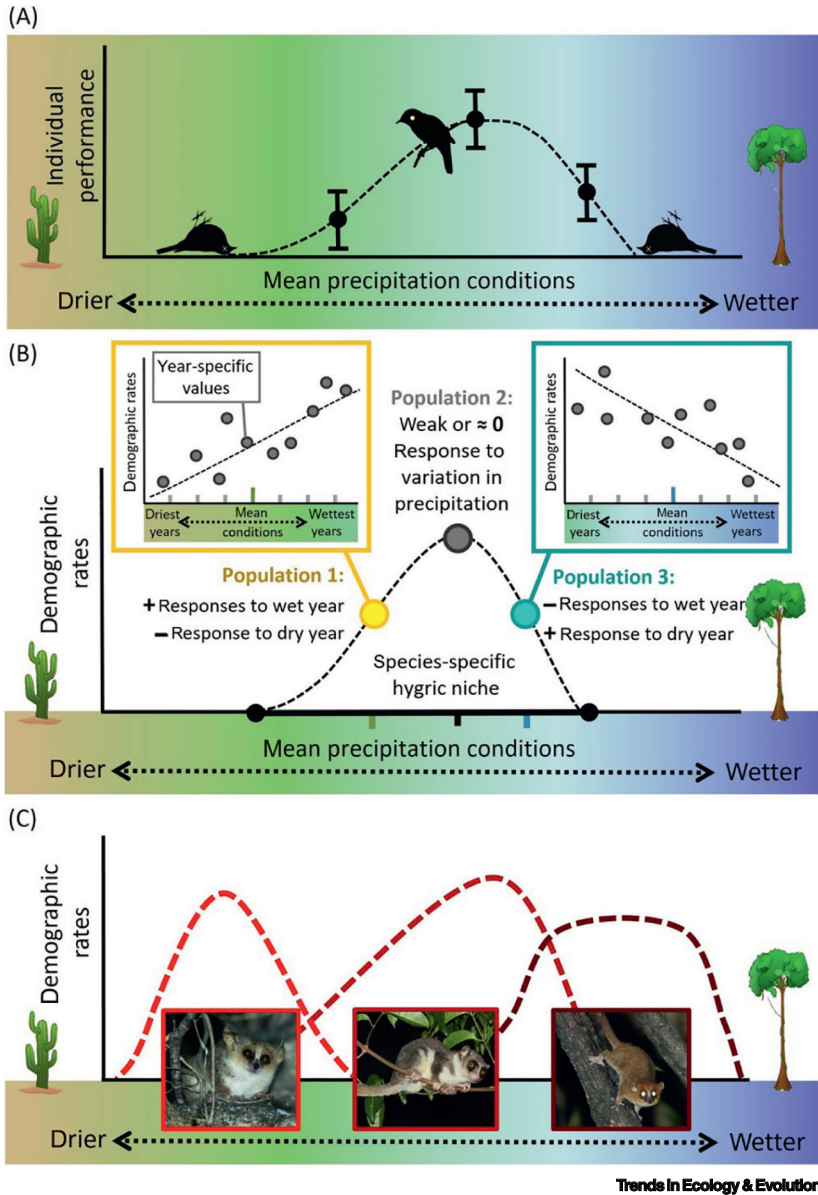 (A)
Individual
performance
Mean precipitation conditions
Drier
Wetter
(B)
Demographic rates
Year-specific
values
Driest
years
Mean
conditions
Wettest
years
Population 2:
Weak or ≈ 0
Response to
variation in
precipitation
Demographic rates
Driest
years
Mean
conditions
Wettest
years
Demographic
rates
Population 1:
+ Responses to wet year
– Response to dry year
Population 3:
– Responses to wet year
+ Response to dry year
Species-specific
hygric niche
Mean precipitation conditions
Drier
Wetter
(C)
Demographic
rates
Drier
Wetter
Trends in Ecology & Evolution